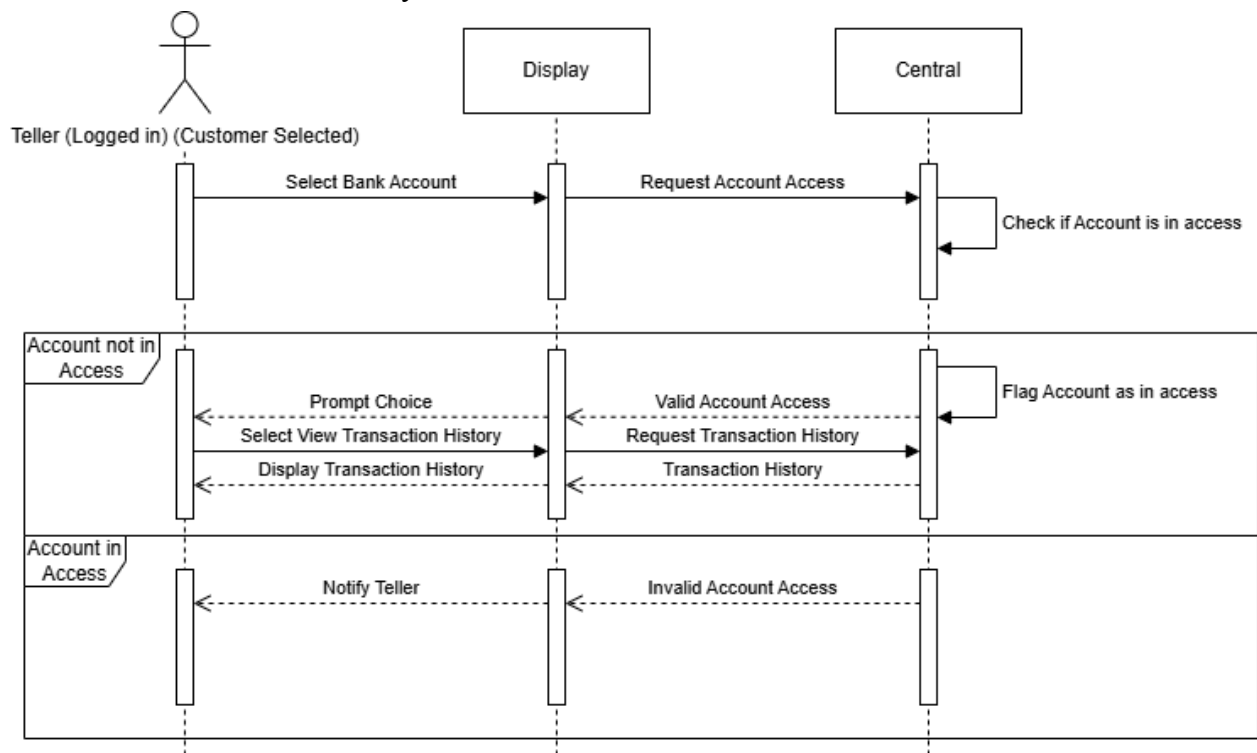 Display
Central
Teller (Logged in) (Customer Selected)
Select Bank Account
Request Account Access
Check if Account is in access
Account not in
Access
Flag Account as in access
Prompt Choice
Valid Account Access
Select View Transaction History
Request Transaction History
Display Transaction History
Transaction History
Account in
Access
Notify Teller
Invalid Account Access